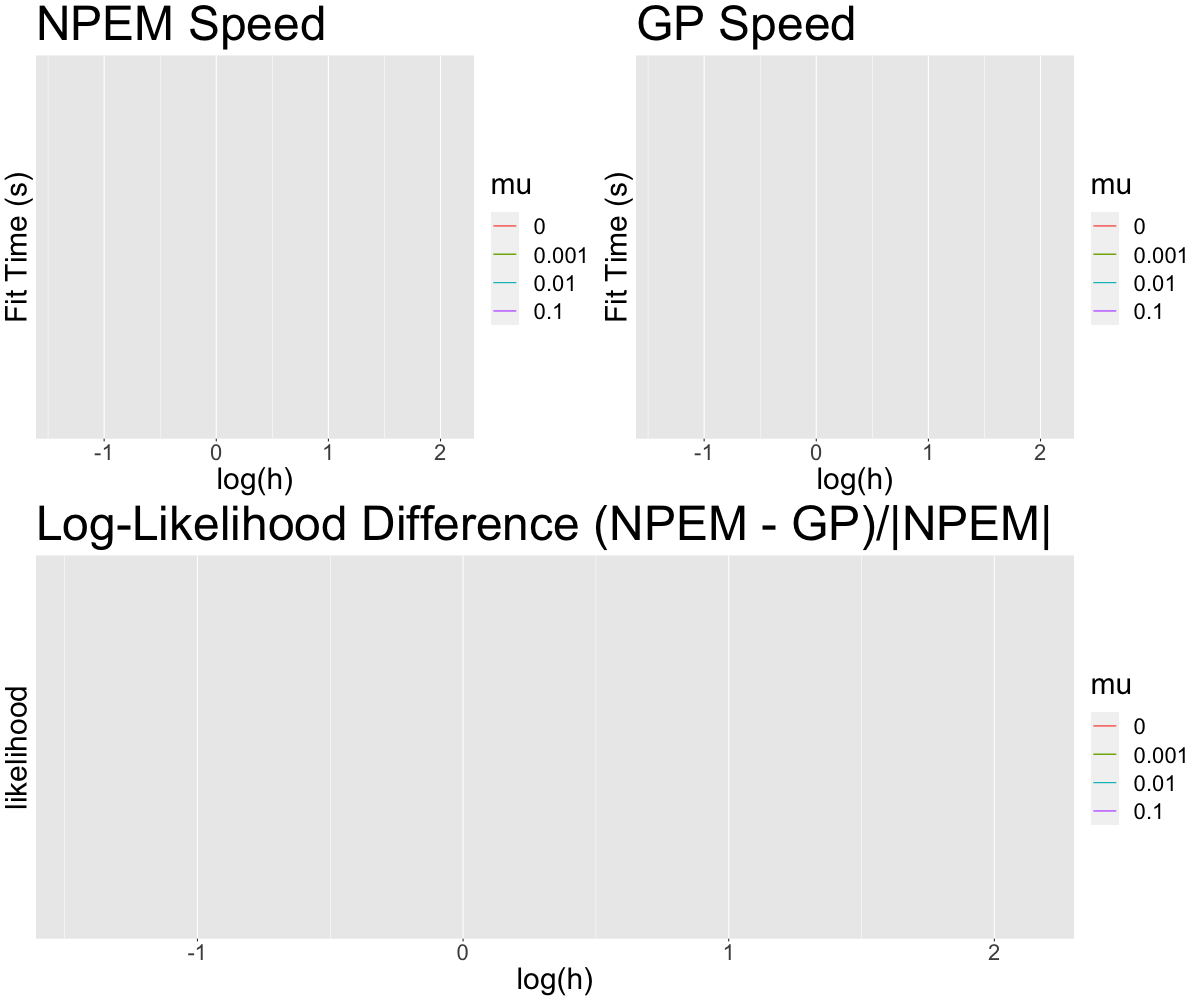 NPEM Speed
Fit Time (s)
-1 0 1 2
log(h)
mu
0
0.001
0.01
0.1
GP Speed
Fit Time (s)
-1 0 1 2
log(h)
mu
0
0.001
0.01
0.1
Log-Likelihood Difference (NPEM - GP)/|NPEM|
likelihood
-1 0 1 2
log(h)
mu
0
0.001
0.01
0.1